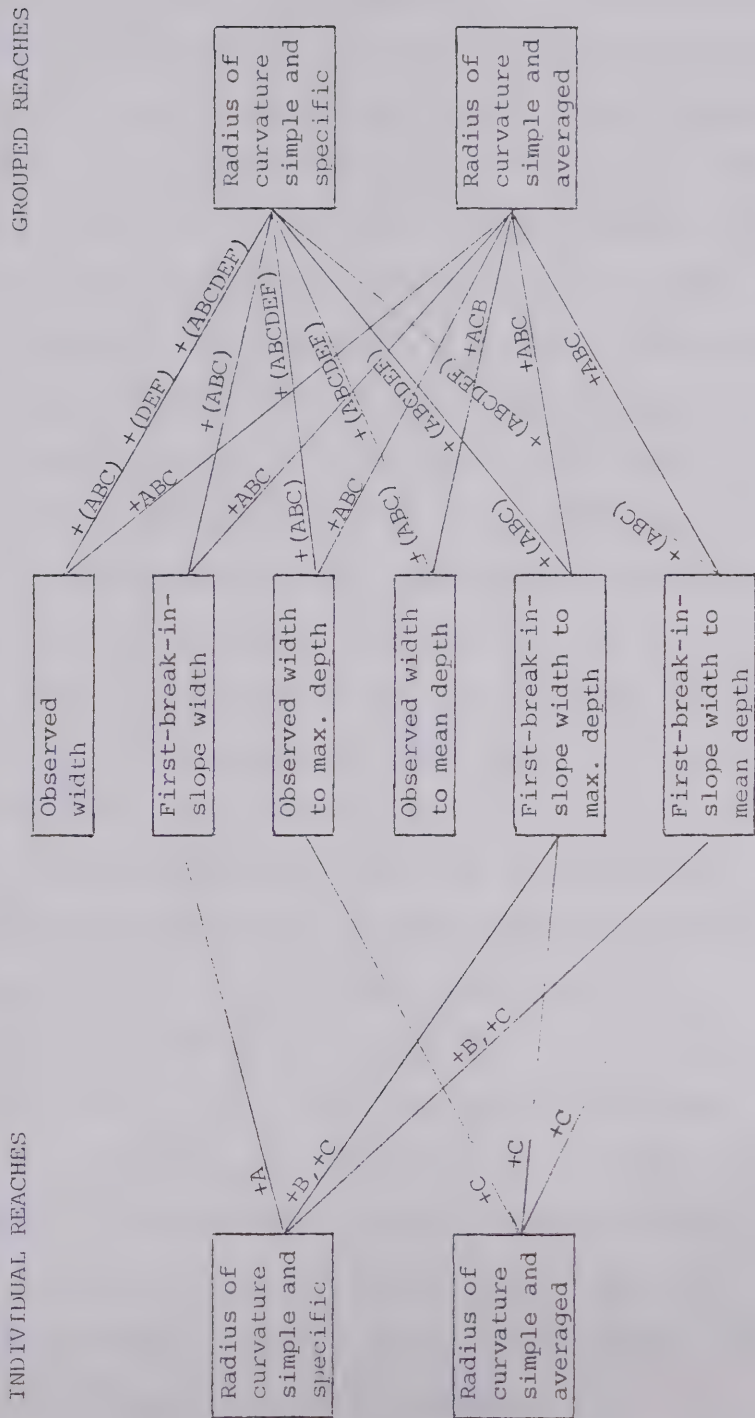 INDIVIDUAL REACHES
GROUPED REACHES
Radius of
curvature
simple and
specific
Radius of
curvature
simple and
averaged
+A
+B,+C
+B,+C
+C
+C
+C
Observed
width
First-break-in-
slope width
Observed width
to max. depth
Observed width
to mean depth
First-break-in-
slope width to
max. depth
First-break-in-
slope width to
mean depth
+(ABC) +(DEF) +(ABCDEF)
+ABC
+(ABC)
+ABC
+(ABC) +(ABCDEF)
+ABC
+(ABC) +(ABCDEF)
+ACB
+(ABC) +(ABCDEF)
+ABC
+(ABC) +(ABCDEF)
+ABC
Radius of
curvature
simple and
specific
Radius of
curvature
simple and
averaged